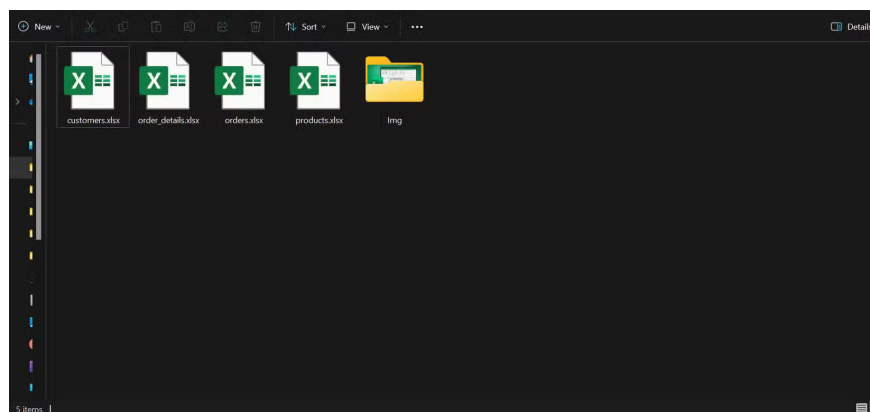 New
Sort
View
Details
customers.xlsx
order_details.xlsx
orders.xlsx
products.xlsx
Img
5 items